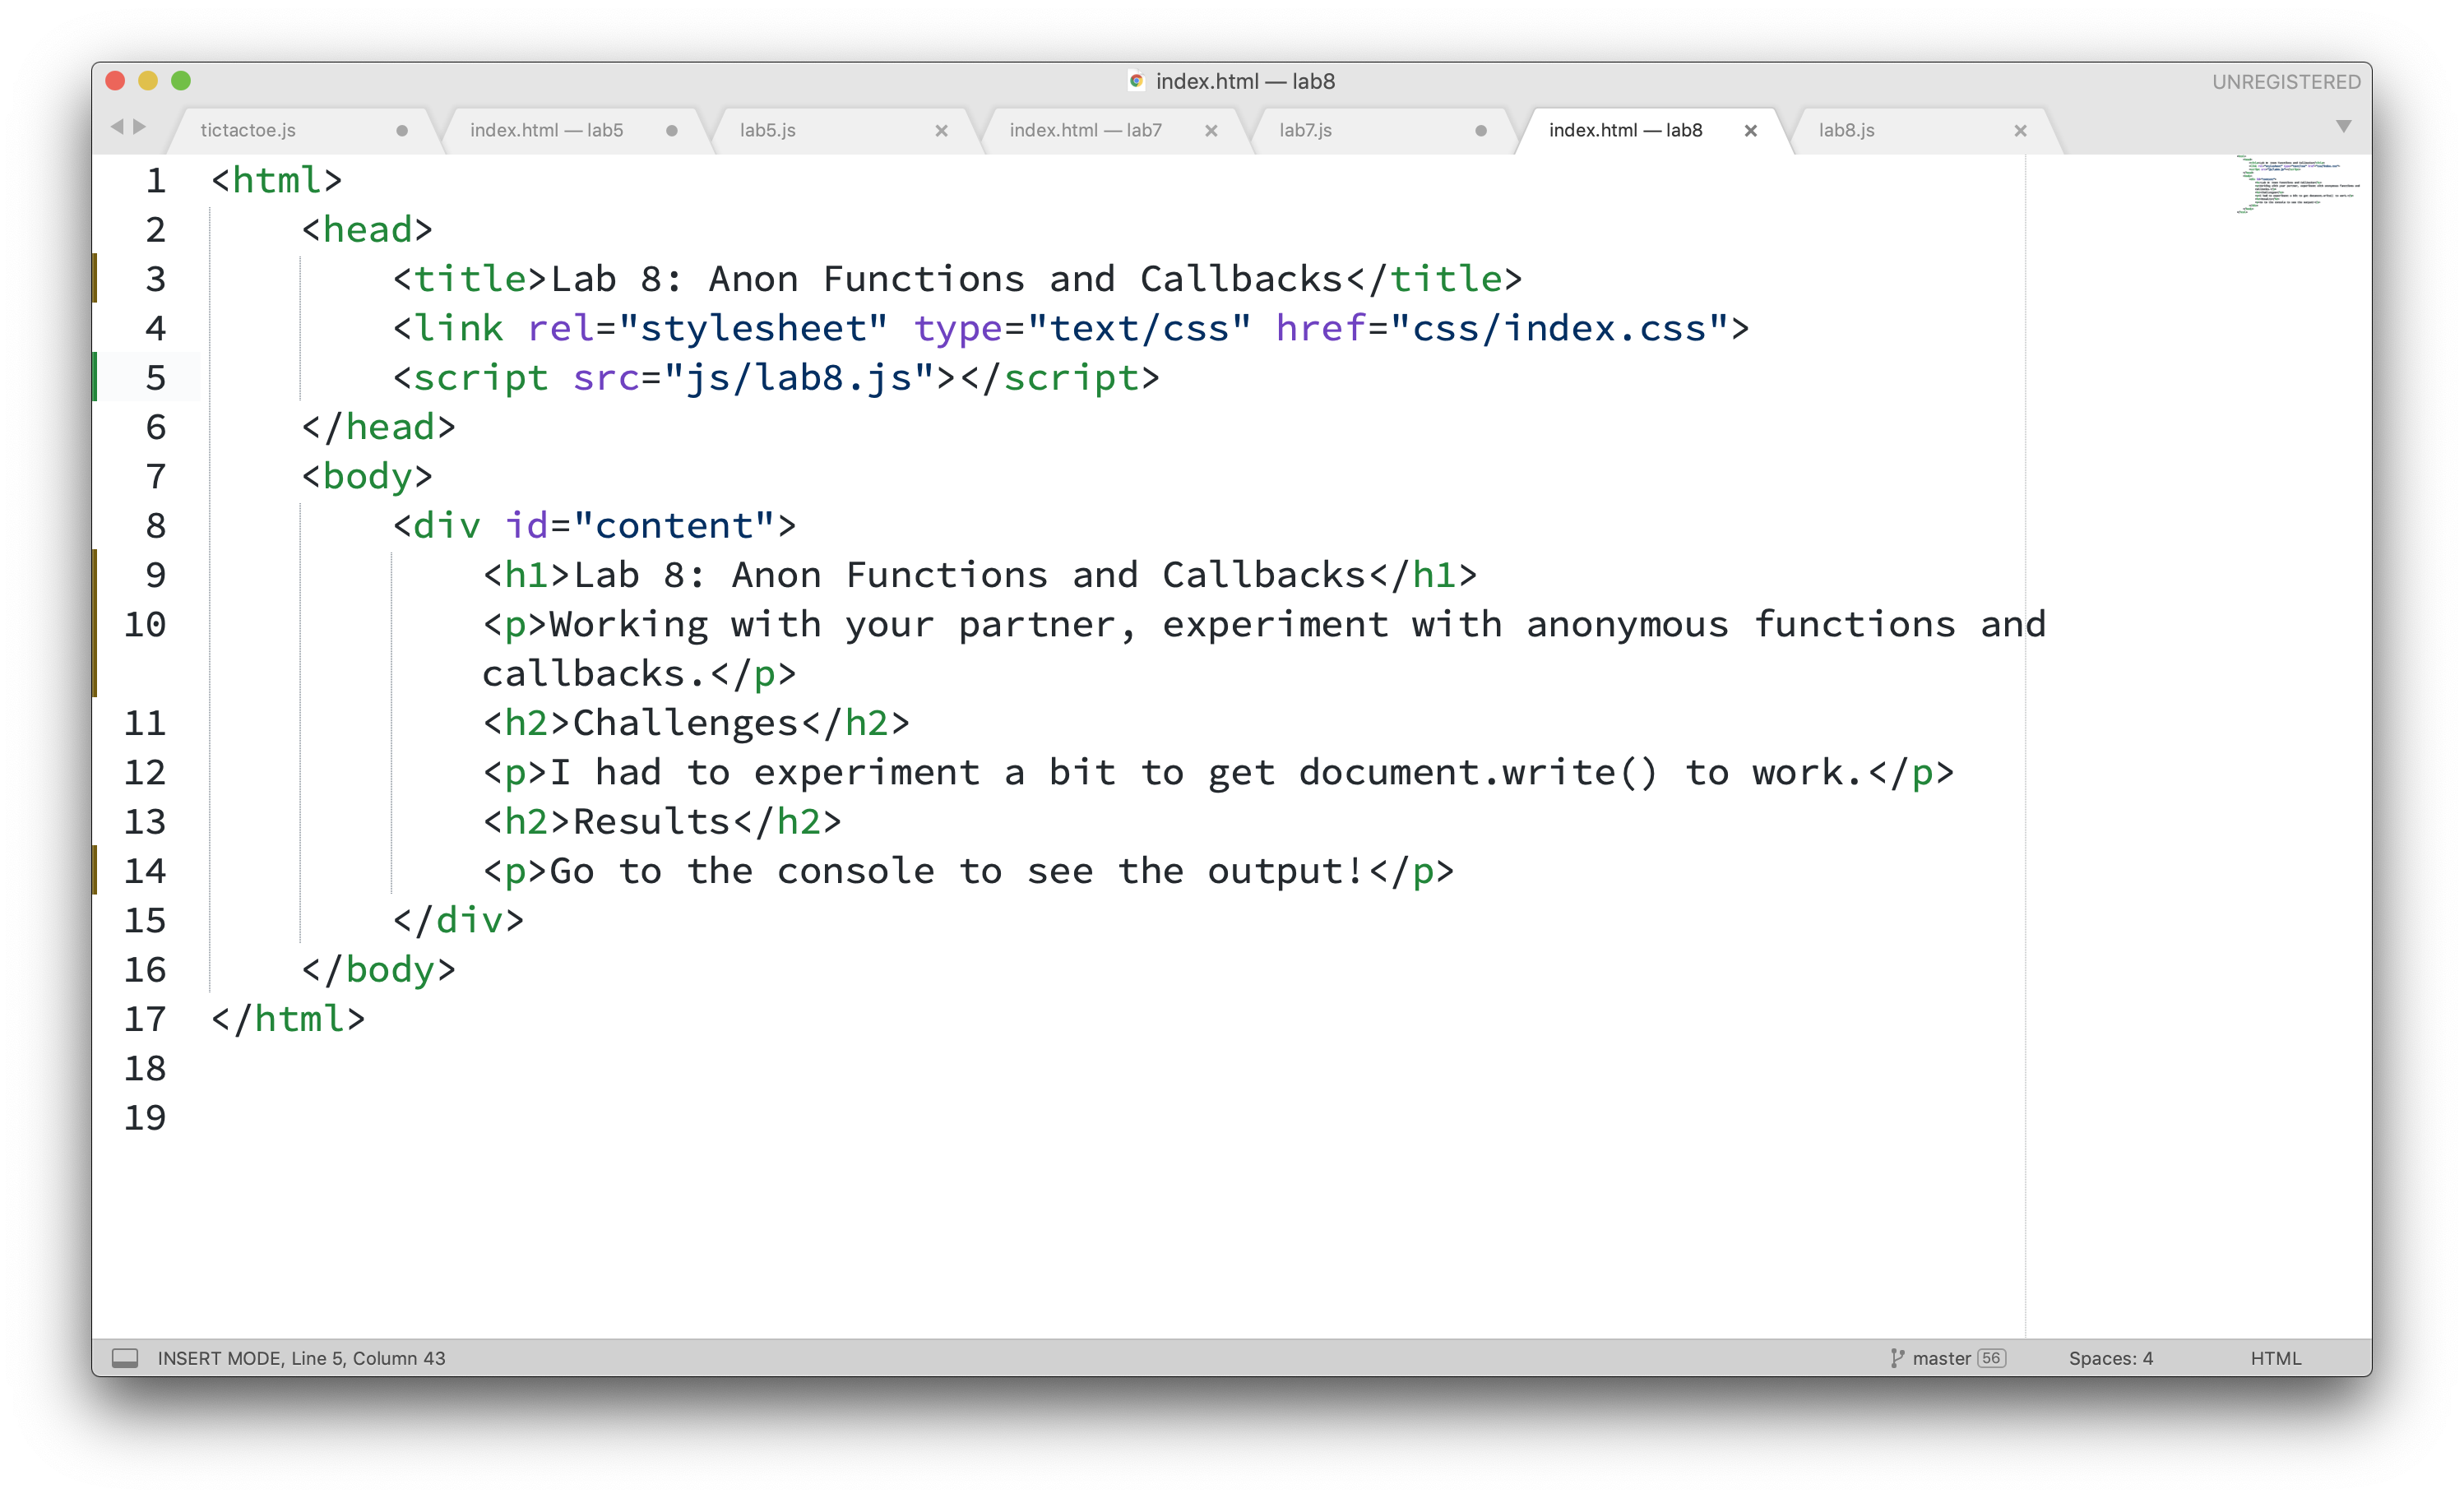 index.html — lab8
UNREGISTERED
tictactoe.js
index.html — lab5
lab5.js
index.html — lab7
lab7.js
index.html — lab8
lab8.js
1 <html>
2     <head>
3         <title>Lab 8: Anon Functions and Callbacks</title>
4         <link rel="stylesheet" type="text/css" href="css/index.css">
5         <script src="js/lab8.js"></script>
6     </head>
7     <body>
8         <div id="content">
9             <h1>Lab 8: Anon Functions and Callbacks</h1>
10             <p>Working with your partner, experiment with anonymous functions and
            callbacks.</p>
11             <h2>Challenges</h2>
12             <p>I had to experiment a bit to get document.write() to work.</p>
13             <h2>Results</h2>
14             <p>Go to the console to see the output!</p>
15         </div>
16     </body>
17 </html>
18
19
INSERT MODE, Line 5, Column 43
master 56
Spaces: 4
HTML